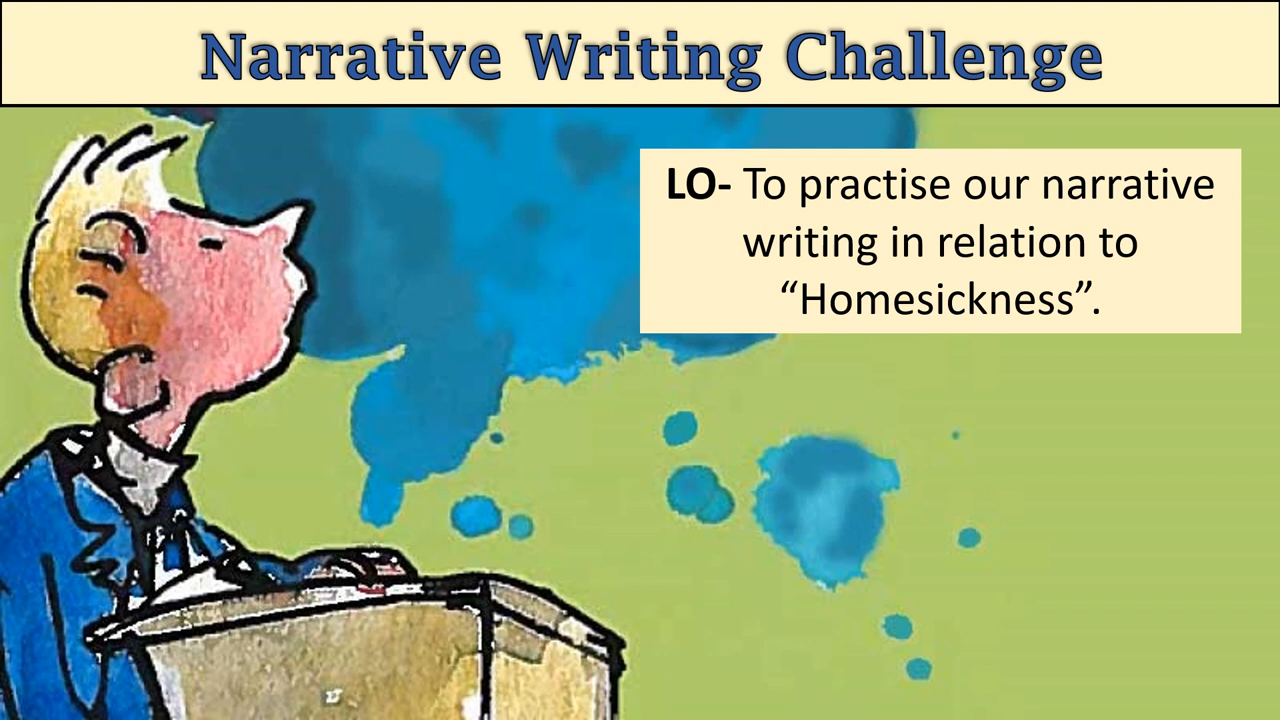 Narrative Writing Challenge
LO- To practise our narrative
writing in relation to
“Homesickness”.